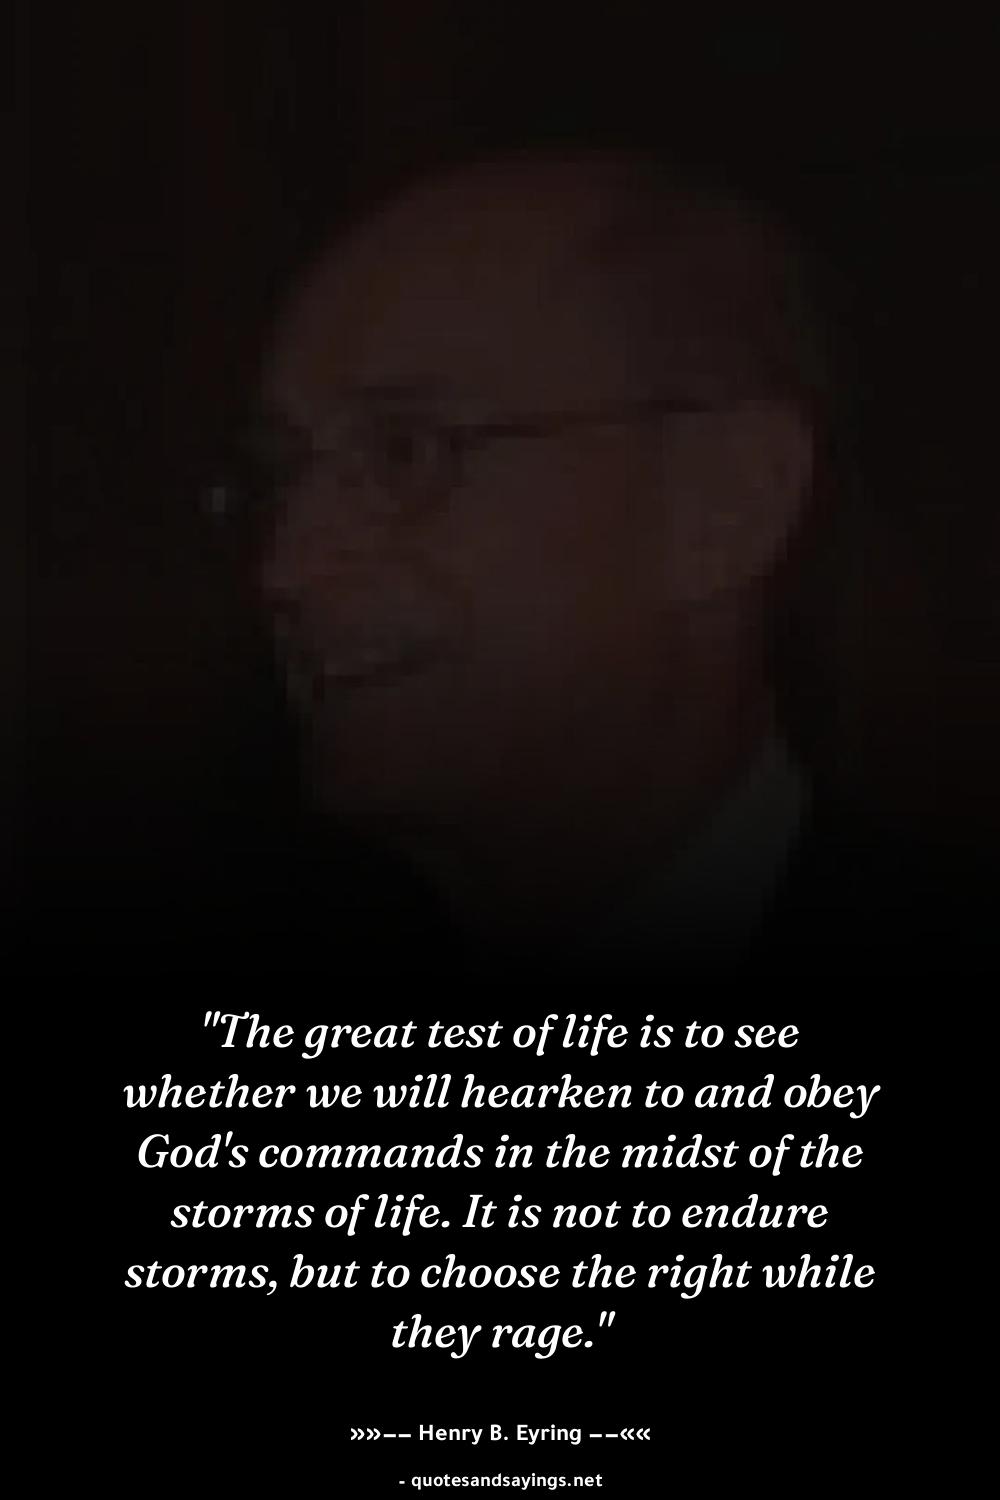 "The great test of life is to see
whether we will hearken to and obey
God's commands in the midst of the
storms of life. It is not to endure
storms, but to choose the right while
they rage."
»»−− Henry B. Eyring −−««
- quotesandsayings.net